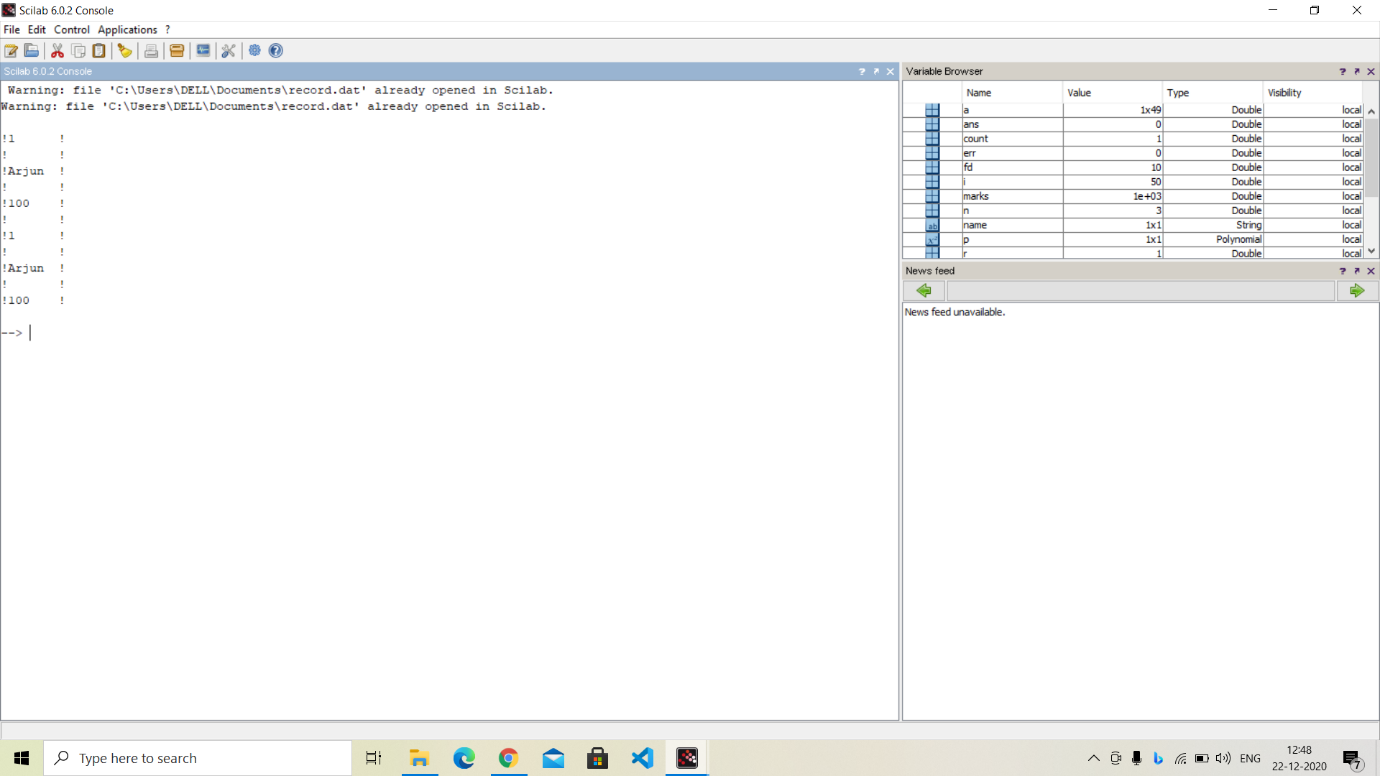 Scilab 6.0.2 Console
File Edit Control Applications ?
Scilab 6.0.2 Console ? ↗ ×
Warning: file 'C:\Users\DELL\Documents\record.dat' already opened in Scilab.
Warning: file 'C:\Users\DELL\Documents\record.dat' already opened in Scilab.
!1 !
! !
!Arjun !
! !
!100 !
! !
!1 !
! !
!Arjun !
! !
!100 !
-->
Variable Browser ? ↗ ×
Name Value Type Visibility
a 1x49 Double local
ans 0 Double local
count 1 Double local
err 0 Double local
fd 10 Double local
i 50 Double local
marks 1e+03 Double local
n 3 Double local
ab name 1x1 String local
p 1x1 Polynomial local
r 1 Double local
News feed ? ↗ ×
News feed unavailable.
Type here to search
ENG
12:48
22-12-2020
7